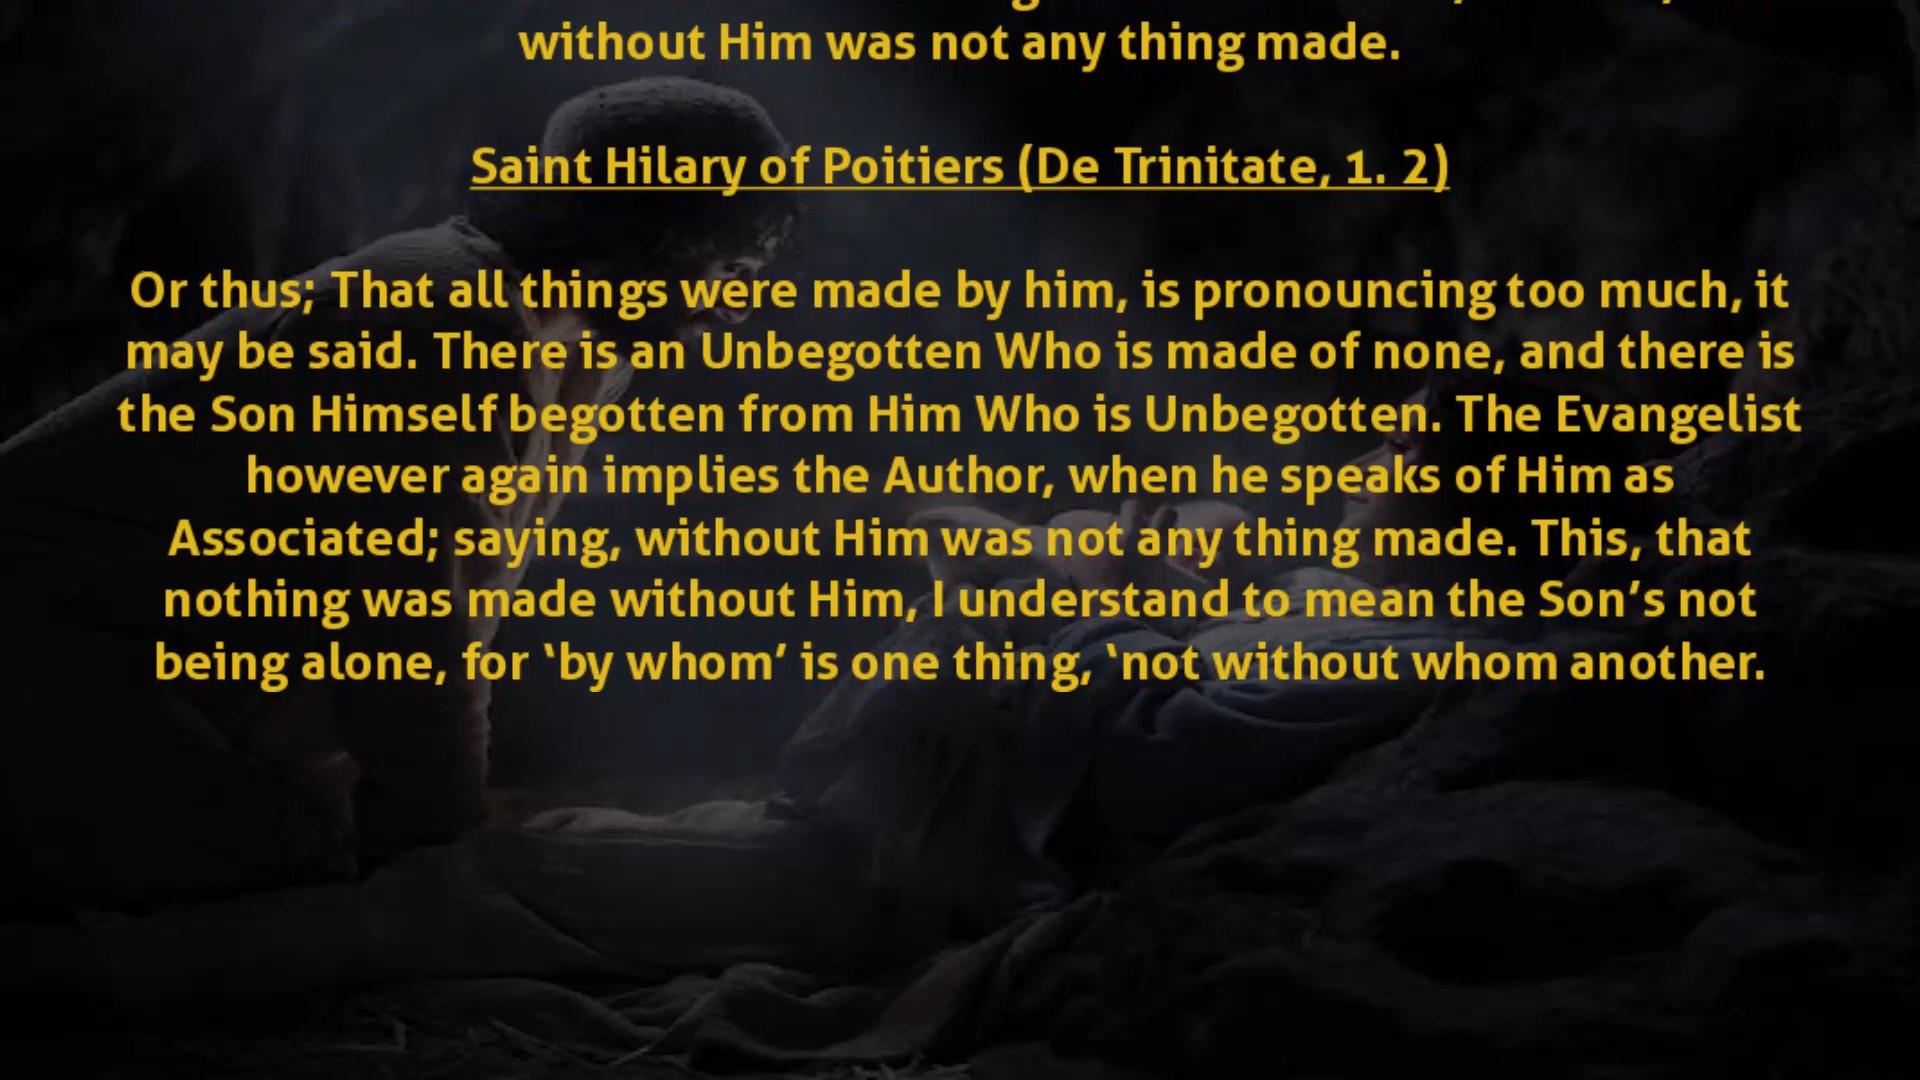 without Him was not any thing made.
Saint Hilary of Poitiers (De Trinitate, 1. 2)
Or thus; That all things were made by him, is pronouncing too much, it
may be said. There is an Unbegotten Who is made of none, and there is
the Son Himself begotten from Him Who is Unbegotten. The Evangelist
however again implies the Author, when he speaks of Him as
Associated; saying, without Him was not any thing made. This, that
nothing was made without Him, I understand to mean the Son’s not
being alone, for ‘by whom’ is one thing, ‘not without whom another.